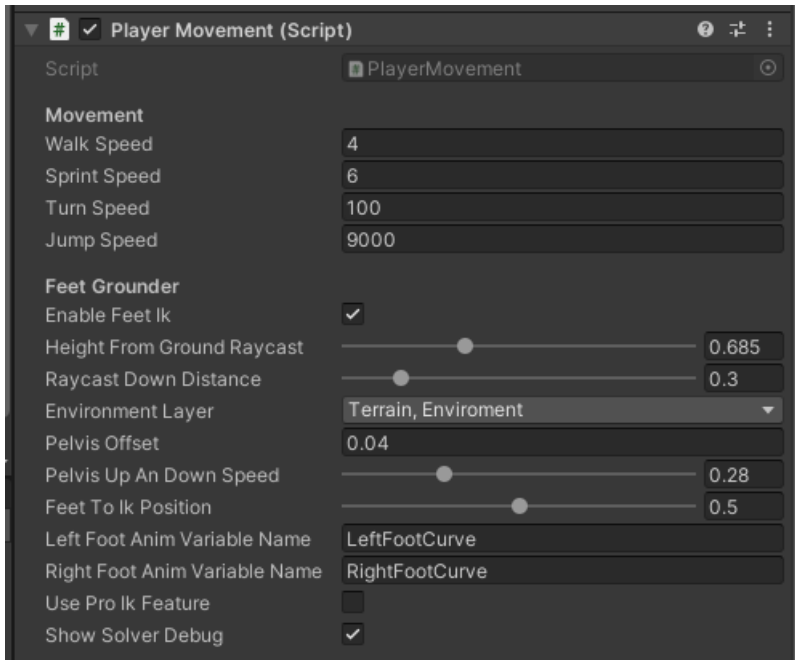 Player Movement (Script)
Script PlayerMovement
Movement
Walk Speed 4
Sprint Speed 6
Turn Speed 100
Jump Speed 9000
Feet Grounder
Enable Feet Ik
Height From Ground Raycast 0.685
Raycast Down Distance 0.3
Environment Layer Terrain, Enviroment
Pelvis Offset 0.04
Pelvis Up An Down Speed 0.28
Feet To Ik Position 0.5
Left Foot Anim Variable Name LeftFootCurve
Right Foot Anim Variable Name RightFootCurve
Use Pro Ik Feature
Show Solver Debug